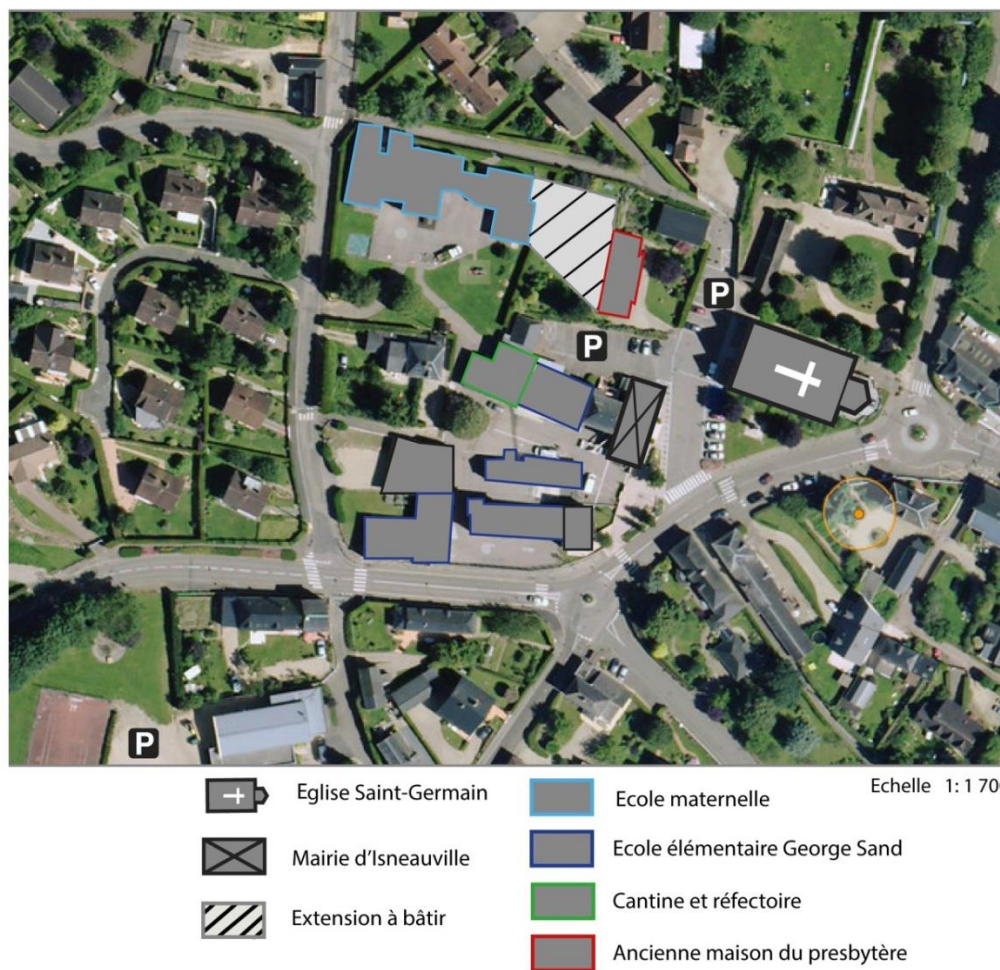 P
P
P
Eglise Saint-Germain
Mairie d'Isneauville
Extension à bâtir
Ecole maternelle
Ecole élémentaire George Sand
Cantine et réfectoire
Ancienne maison du presbytère
Echelle 1: 1 70